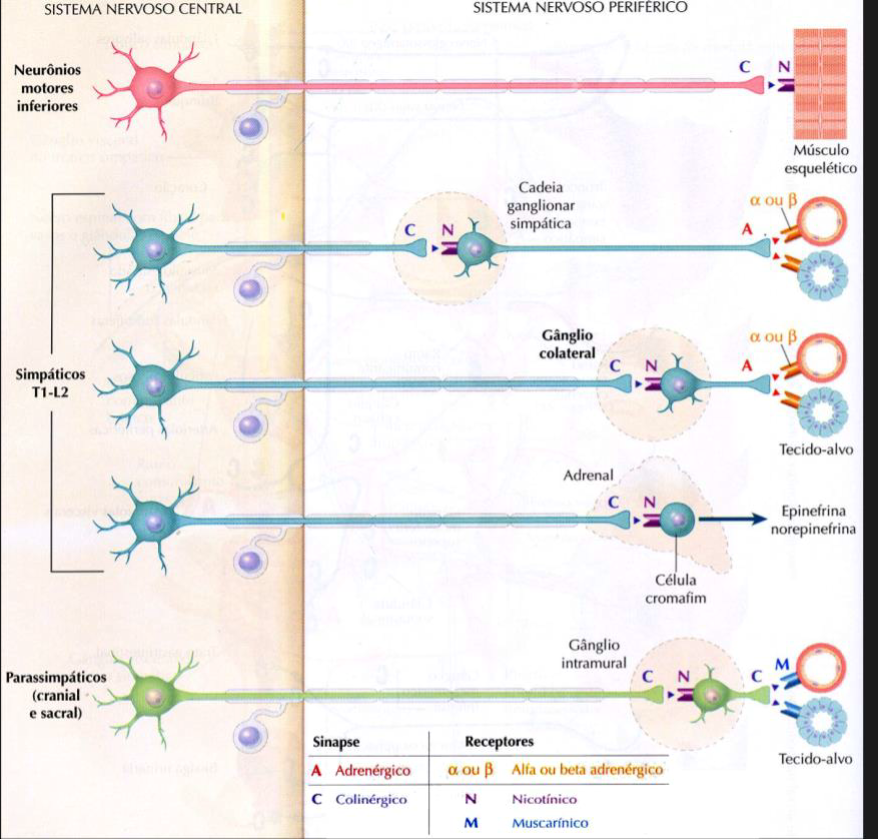 SISTEMA NERVOSO CENTRAL
SISTEMA NERVOSO PERIFÉRICO
Neurônios
motores
inferiores
C
N
Músculo
esquelético
Cadeia
ganglionar
simpática
C
N
A
α ou β
Gânglio
colateral
C
N
A
α ou β
Tecido-alvo
Simpáticos
T1-L2
Adrenal
C
N
Epinefrina
norepinefrina
Célula
cromafim
Gânglio
intramural
Parassimpáticos
(cranial
e sacral)
C
N
C
M
Tecido-alvo
Sinapse Receptores
A Adrenérgico α ou β Alfa ou beta adrenérgico
C Colinérgico N Nicotínico
M Muscarínico